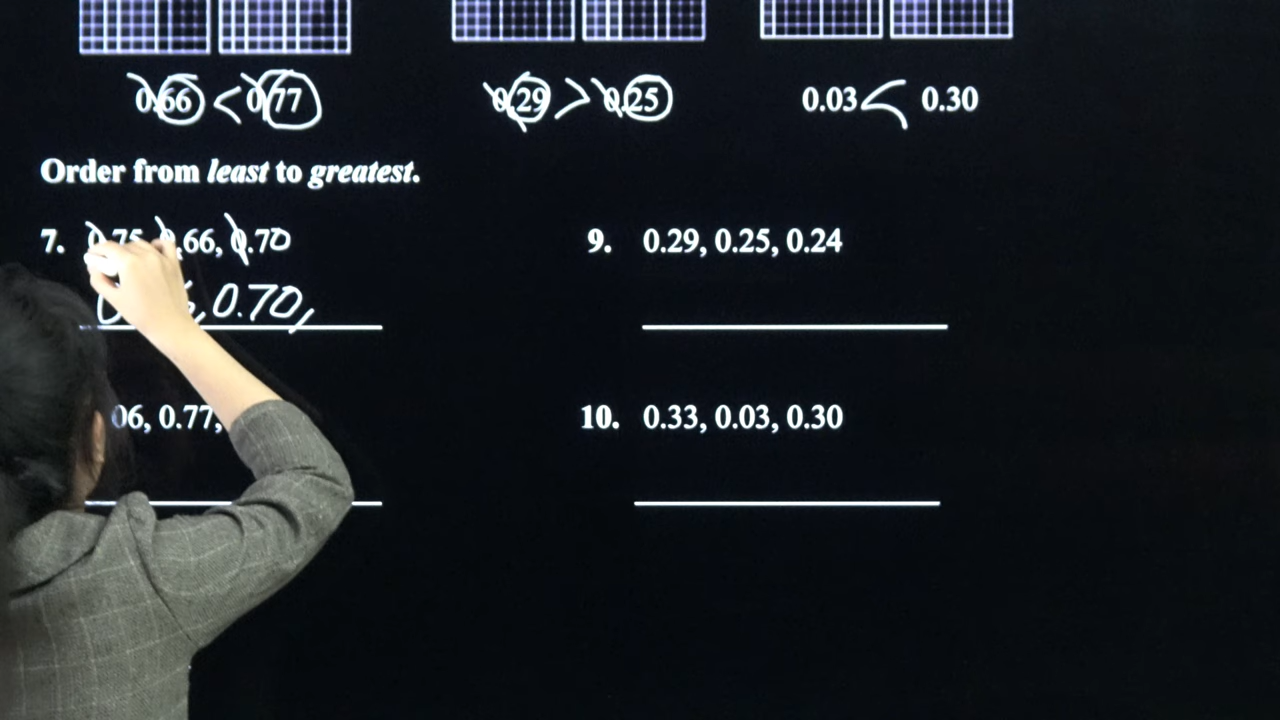 0.66 < 0.77 0.29 > 0.25 0.03 < 0.30
Order from least to greatest.
7. 0.75, 0.66, 0.70 9. 0.29, 0.25, 0.24
0.70,
06, 0.77, 10. 0.33, 0.03, 0.30